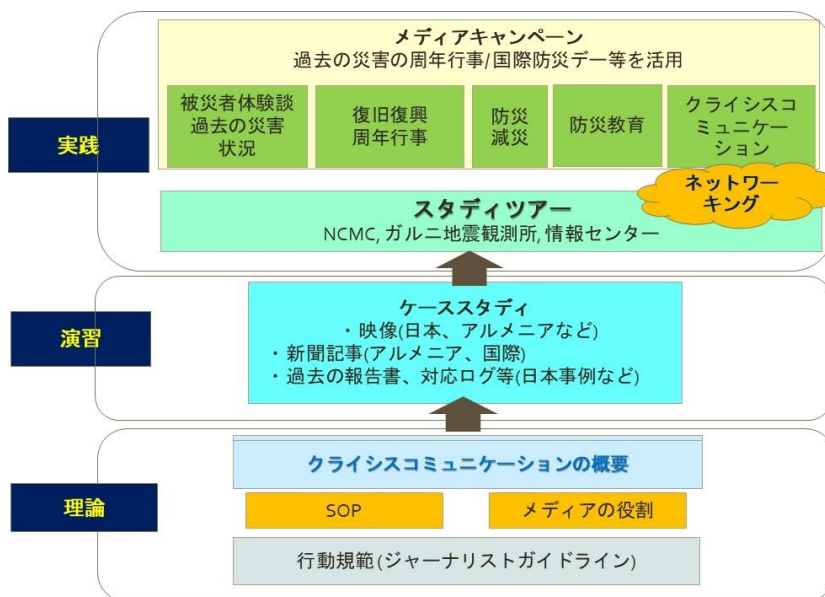 メディアキャンペーン
過去の災害の周年行事/国際防災デー等を活用
被災者体験談
過去の災害
状況
復旧復興
周年行事
防災
減災
防災教育
クライシスコ
ミュニケー
ション
実践
ネットワー
キング
スタディツアー
NCMC, ガルニ地震観測所, 情報センター
演習
ケーススタディ
・映像(日本、アルメニアなど)
・新聞記事(アルメニア、国際)
・過去の報告書、対応ログ等(日本事例など)
理論
クライシスコミュニケーションの概要
SOP
メディアの役割
行動規範(ジャーナリストガイドライン)